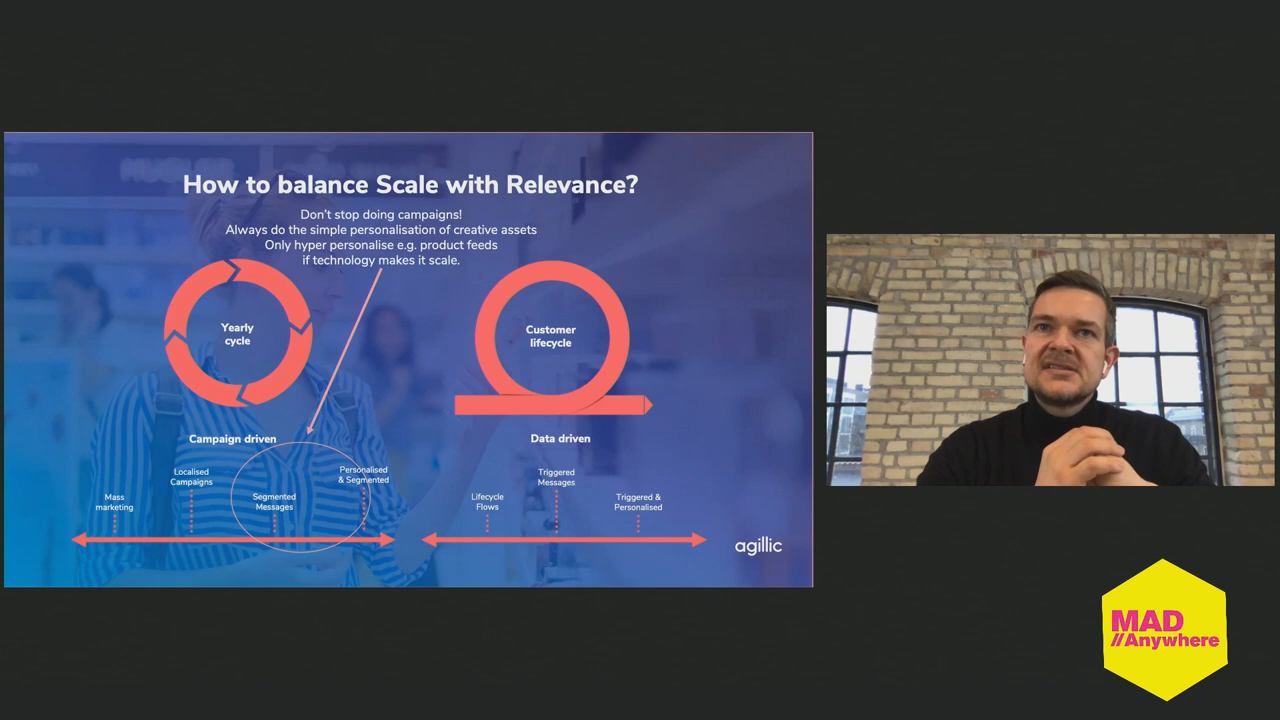 How to balance Scale with Relevance?
Don't stop doing campaigns!
Always do the simple personalisation of creative assets
Only hyper personalise e.g. product feeds
if technology makes it scale.
Yearly
cycle
Customer
lifecycle
Campaign driven
Mass
marketing
Localised
Campaigns
Segmented
Messages
Personalised
& Segmented
Data driven
Lifecycle
Flows
Triggered
Messages
Triggered &
Personalised
agillic
MAD
//Anywhere